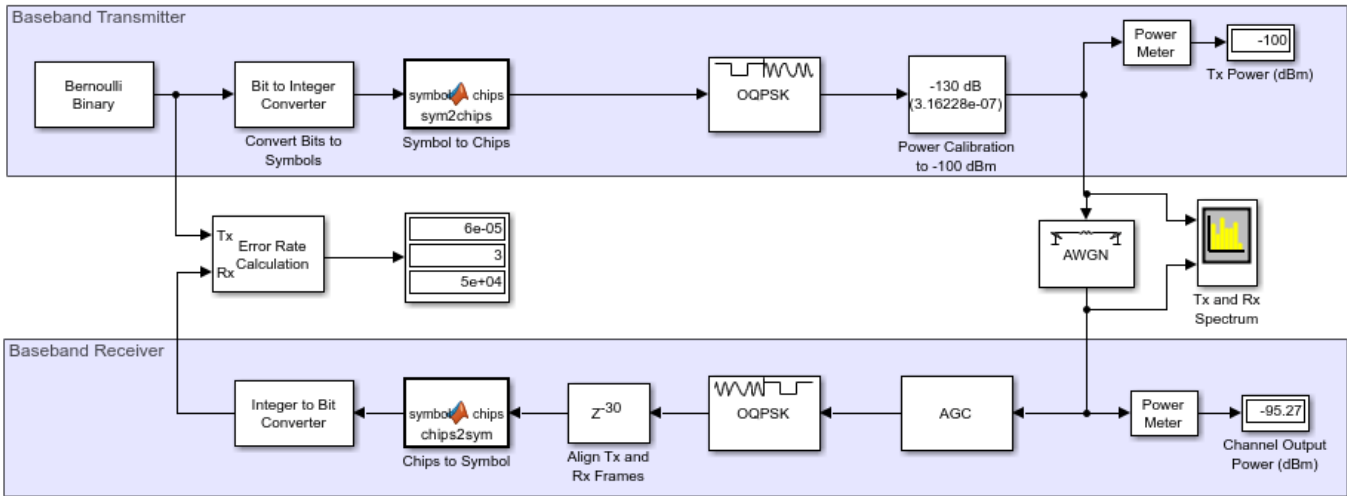 Baseband Transmitter
Bernoulli
Binary
Bit to Integer
Converter
Convert Bits to
Symbols
symbol chips
sym2chips
Symbol to Chips
OQPSK
-130 dB
(3.16228e-07)
Power Calibration
to -100 dBm
Power
Meter
-100
Tx Power (dBm)
Tx
Rx
Error Rate
Calculation
6e-05
3
5e+04
AWGN
Tx and Rx
Spectrum
Baseband Receiver
Integer to Bit
Converter
symbol chips
chips2sym
Chips to Symbol
Z-30
Align Tx and
Rx Frames
OQPSK
AGC
Power
Meter
-95.27
Channel Output
Power (dBm)